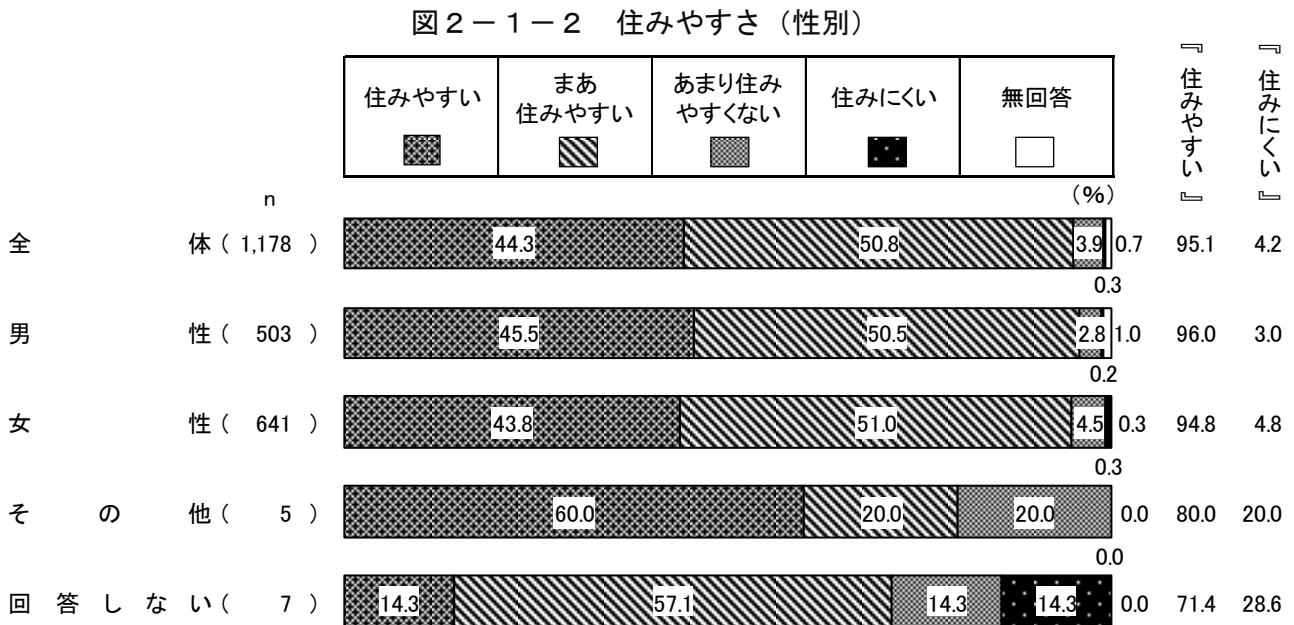 図２－１－２　住みやすさ（性別）
住みやすい
まあ
住みやすい
あまり住み
やすくない
住みにくい
無回答
『住みやすい』
『住みにくい』
n
（%）
全体（ 1,178 ） 44.3 50.8 3.9 0.7 95.1 4.2
0.3
男性（ 503 ） 45.5 50.5 2.8 1.0 96.0 3.0
0.2
女性（ 641 ） 43.8 51.0 4.5 0.3 94.8 4.8
0.3
その他（ 5 ） 60.0 20.0 20.0 0.0 80.0 20.0
0.0
回答しない（ 7 ） 14.3 57.1 14.3 14.3 0.0 71.4 28.6